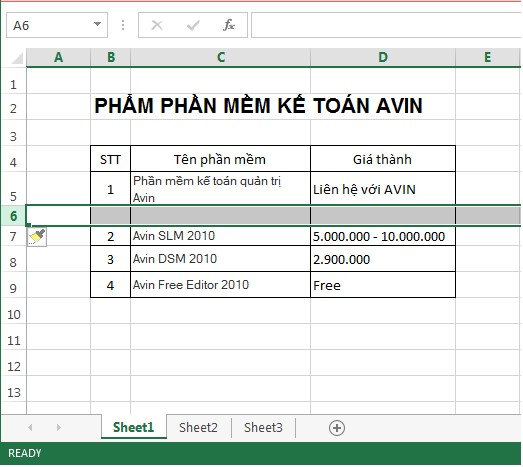 A6
fx
A B C D E
1
2 PHẨM PHẦN MỀM KẾ TOÁN AVIN
3
4 STT Tên phần mềm Giá thành
5 1 Phần mềm kế toán quản trị Avin Liên hệ với AVIN
6
7 2 Avin SLM 2010 5.000.000 - 10.000.000
8 3 Avin DSM 2010 2.900.000
9 4 Avin Free Editor 2010 Free
10
11
12
13
Sheet1 Sheet2 Sheet3
READY